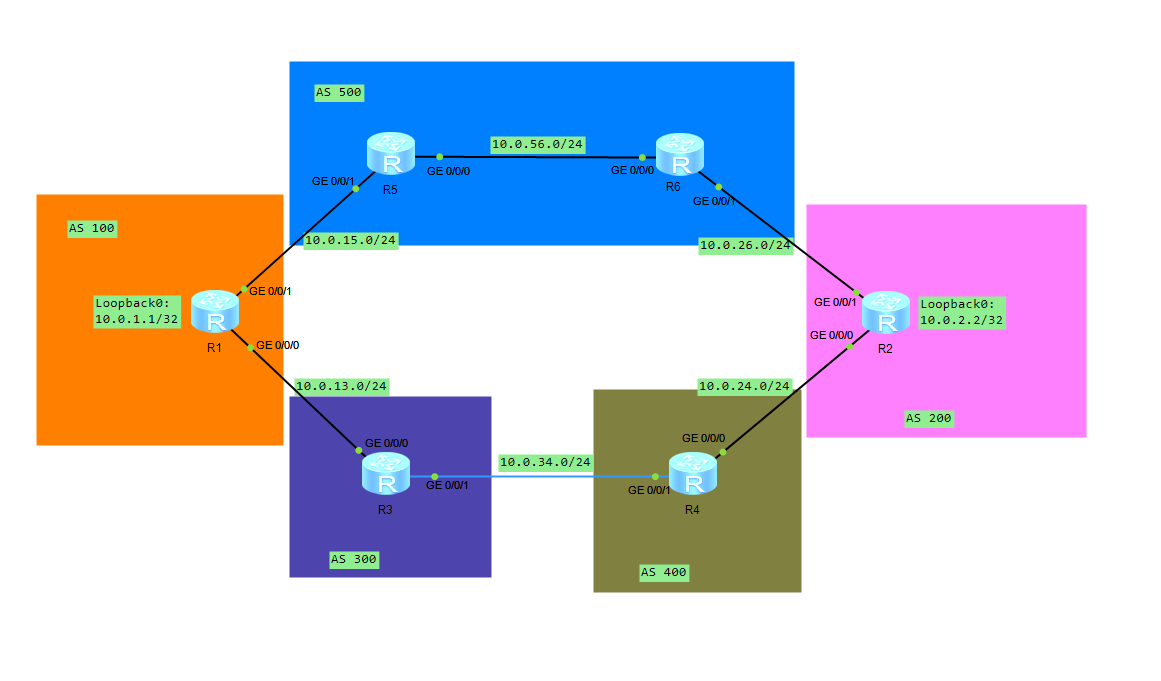 AS 500
10.0.56.0/24
R
R
GE 0/0/0
GE 0/0/0
GE 0/0/1
R5
R6
GE 0/0/1
AS 100
10.0.15.0/24
10.0.26.0/24
GE 0/0/1
Loopback0:
10.0.1.1/32
R
GE 0/0/1
R
Loopback0:
10.0.2.2/32
GE 0/0/0
R1
GE 0/0/0
R2
10.0.13.0/24
10.0.24.0/24
AS 200
GE 0/0/0
GE 0/0/0
10.0.34.0/24
R
R
GE 0/0/1
GE 0/0/1
R3
R4
AS 300
AS 400